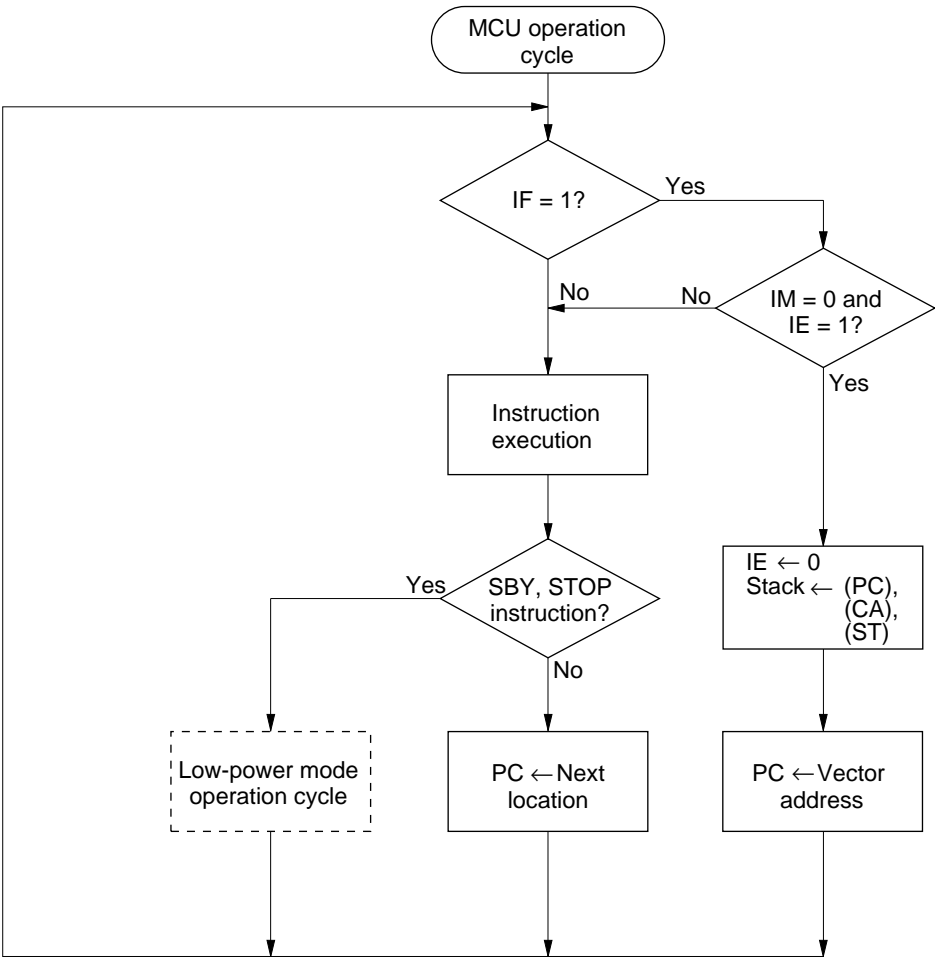 MCU operation
cycle
IF = 1?
Yes
No
No
IM = 0 and
IE = 1?
Yes
Instruction
execution
IE ← 0
Stack ← (PC),
(CA),
(ST)
Yes
SBY, STOP
instruction?
No
Low-power mode
operation cycle
PC ← Next
location
PC ← Vector
address